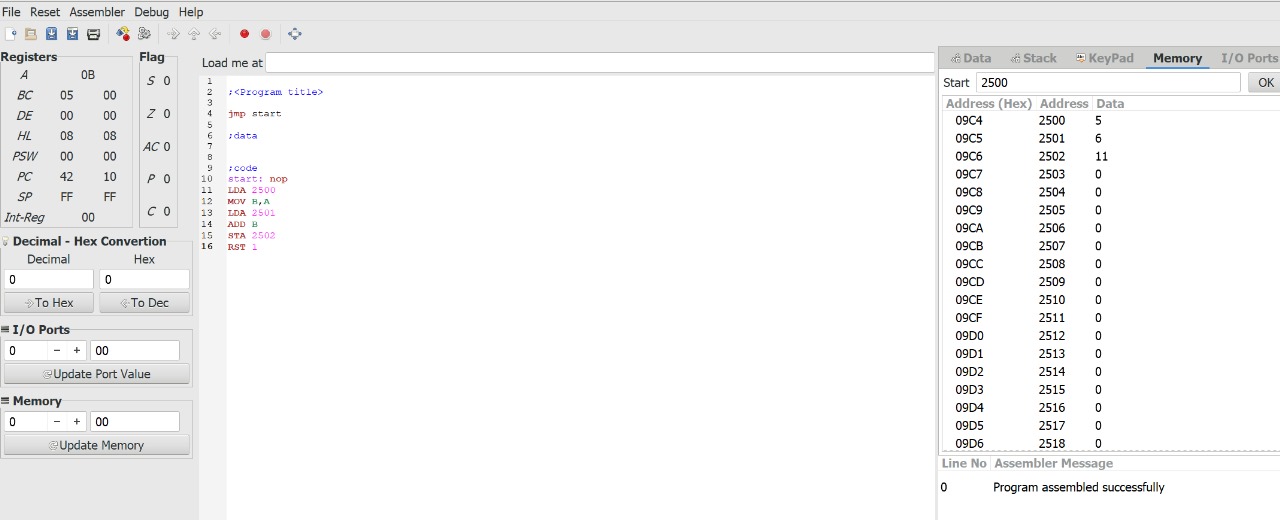 File Reset Assembler Debug Help
Registers
A 0B
BC 05 00
DE 00 00
HL 08 08
PSW 00 00
PC 42 10
SP FF FF
Int-Reg 00
Flag
S 0
Z 0
AC 0
P 0
C 0
Decimal - Hex Convertion
Decimal Hex
0 0
To Hex To Dec
I/O Ports
0 - + 00
Update Port Value
Memory
0 - + 00
Update Memory
Load me at
1
2 ;<Program title>
3
4 jmp start
5
6 ;data
7
8
9 ;code
10 start: nop
11 LDA 2500
12 MOV B,A
13 LDA 2501
14 ADD B
15 STA 2502
16 RST 1
Data Stack KeyPad Memory I/O Ports
Start 2500 OK
Address (Hex) Address Data
09C4 2500 5
09C5 2501 6
09C6 2502 11
09C7 2503 0
09C8 2504 0
09C9 2505 0
09CA 2506 0
09CB 2507 0
09CC 2508 0
09CD 2509 0
09CE 2510 0
09CF 2511 0
09D0 2512 0
09D1 2513 0
09D2 2514 0
09D3 2515 0
09D4 2516 0
09D5 2517 0
09D6 2518 0
Line No Assembler Message
0 Program assembled successfully